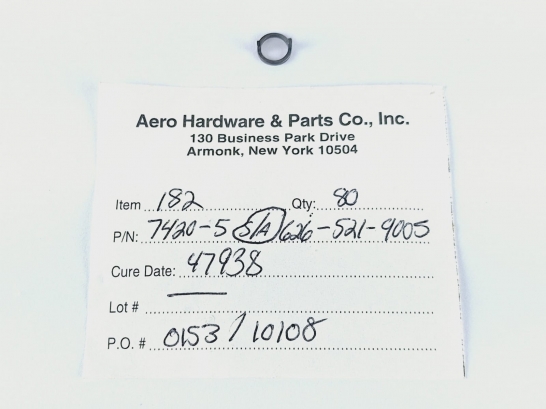 Aero Hardware & Parts Co., Inc.
130 Business Park Drive
Armonk, New York 10504
Item 182 Qty: 80
P/N: 7420-5 S/A 626-521-9005
Cure Date: 47938
Lot #
P.O. # 0153/10108